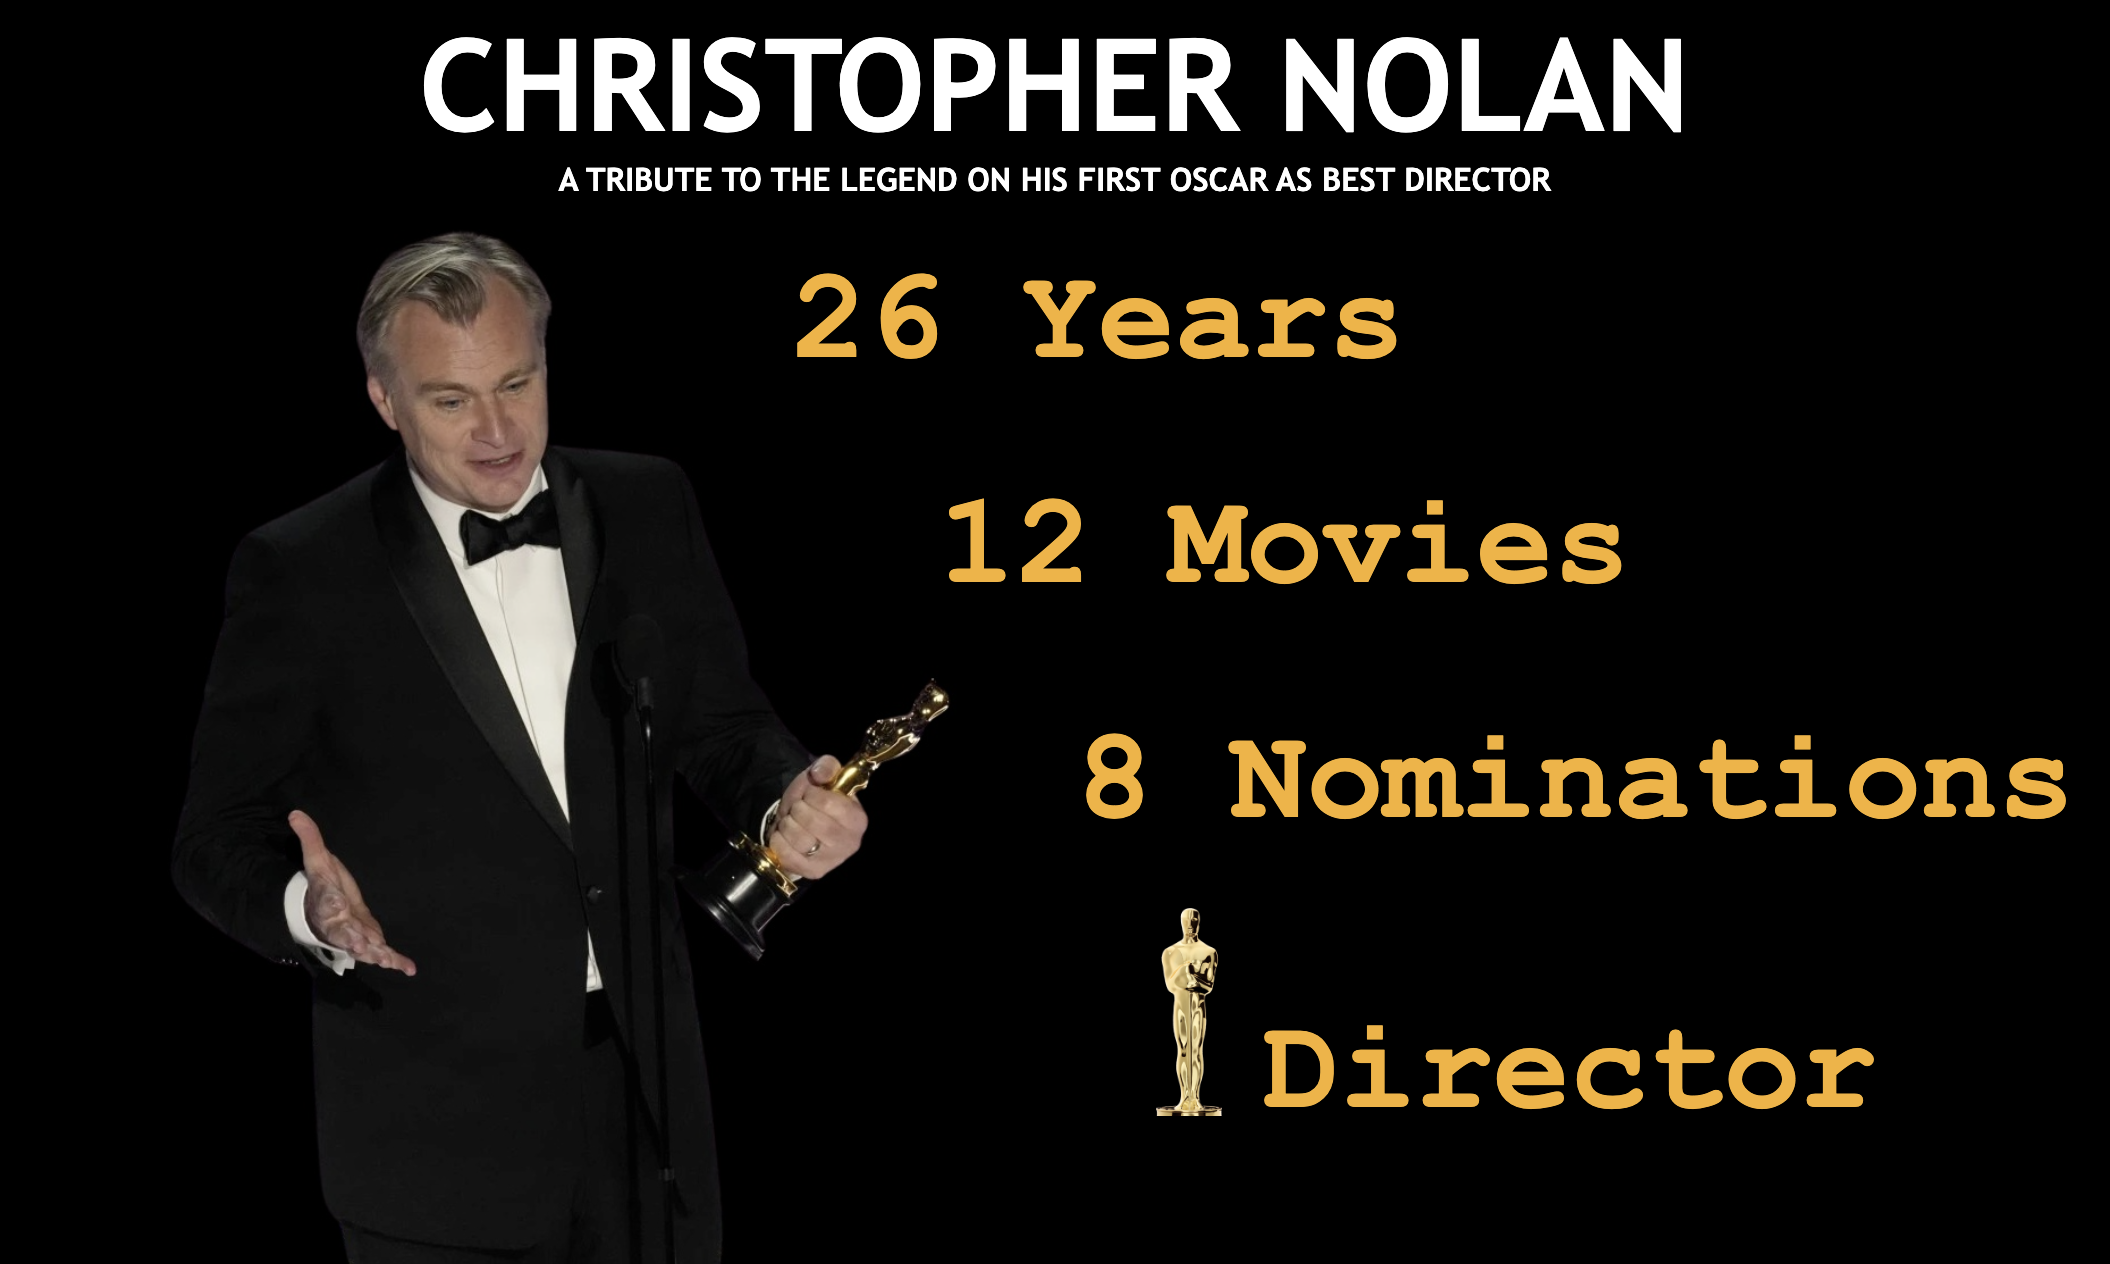 CHRISTOPHER NOLAN
A TRIBUTE TO THE LEGEND ON HIS FIRST OSCAR AS BEST DIRECTOR
26 Years
12 Movies
8 Nominations
Director